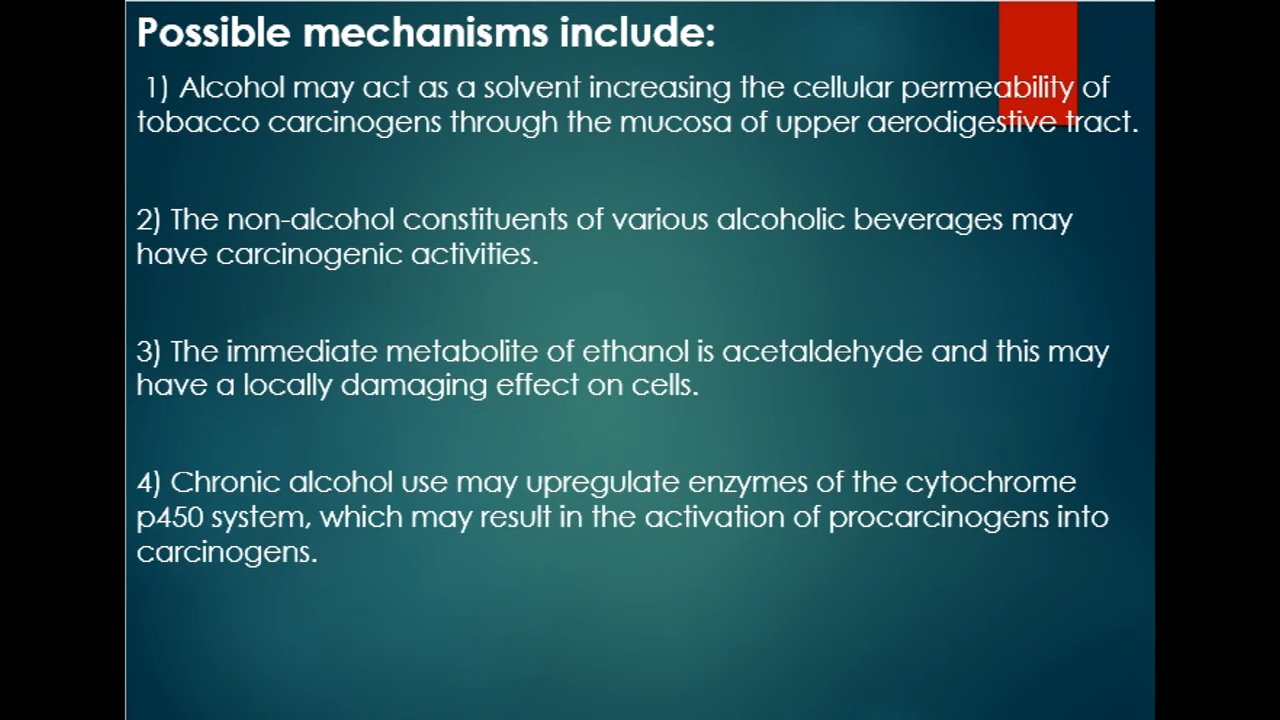 Possible mechanisms include:
1) Alcohol may act as a solvent increasing the cellular permeability of
tobacco carcinogens through the mucosa of upper aerodigestive tract.
2) The non-alcohol constituents of various alcoholic beverages may
have carcinogenic activities.
3) The immediate metabolite of ethanol is acetaldehyde and this may
have a locally damaging effect on cells.
4) Chronic alcohol use may upregulate enzymes of the cytochrome
p450 system, which may result in the activation of procarcinogens into
carcinogens.